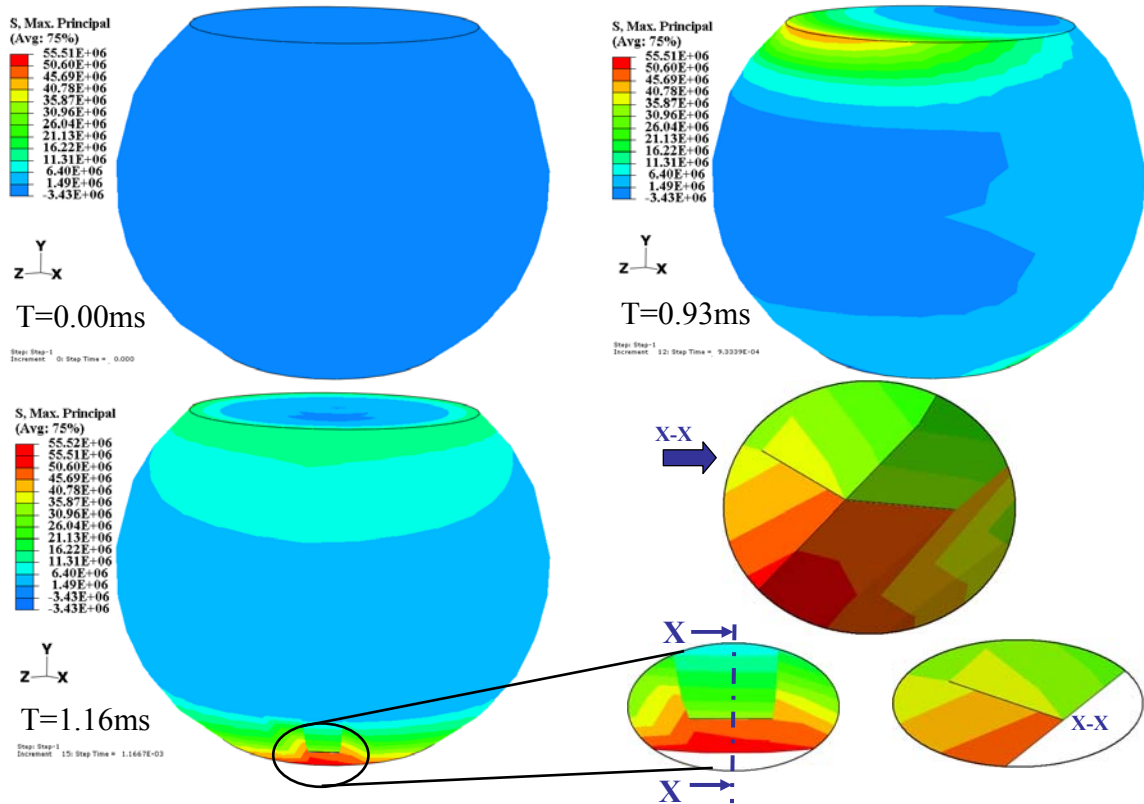 S, Max. Principal
(Avg: 75%)
55.51E+06
50.60E+06
45.69E+06
40.78E+06
35.87E+06
30.96E+06
26.04E+06
21.13E+06
16.22E+06
11.31E+06
6.40E+06
1.49E+06
-3.43E+06
Y
Z
X
T=0.00ms
Step: Step-1
Increment 0: Step Time = 0.000
S, Max. Principal
(Avg: 75%)
55.51E+06
50.60E+06
45.69E+06
40.78E+06
35.87E+06
30.96E+06
26.04E+06
21.13E+06
16.22E+06
11.31E+06
6.40E+06
1.49E+06
-3.43E+06
Y
Z
X
T=0.93ms
Step: Step-1
Increment 12: Step Time = 9.3339E-04
S, Max. Principal
(Avg: 75%)
55.52E+06
55.51E+06
50.60E+06
45.69E+06
40.78E+06
35.87E+06
30.96E+06
26.04E+06
21.13E+06
16.22E+06
11.31E+06
6.40E+06
1.49E+06
-3.43E+06
-3.43E+06
Y
Z
X
T=1.16ms
Step: Step-1
Increment 15: Step Time = 1.1667E-03
X-X
X
X
X-X